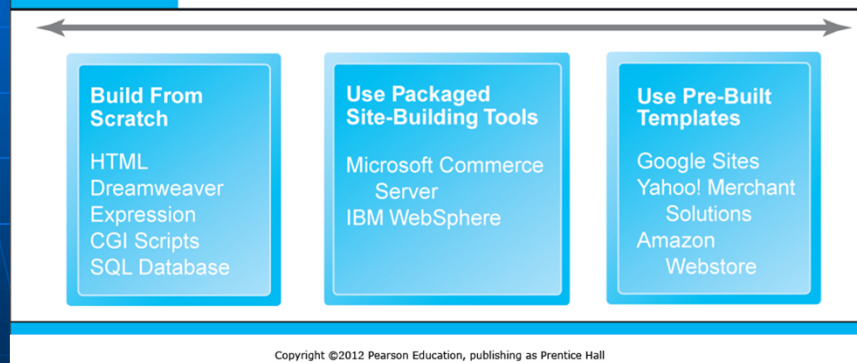 Build From
Scratch
HTML
Dreamweaver
Expression
CGI Scripts
SQL Database
Use Packaged
Site-Building Tools
Microsoft Commerce
Server
IBM WebSphere
Use Pre-Built
Templates
Google Sites
Yahoo! Merchant
Solutions
Amazon
Webstore
Copyright ©2012 Pearson Education, publishing as Prentice Hall